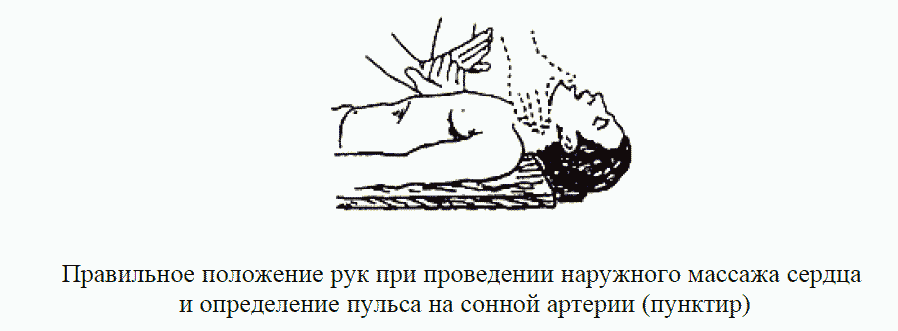 Правильное положение рук при проведении наружного массажа сердца
и определение пульса на сонной артерии (пунктир)